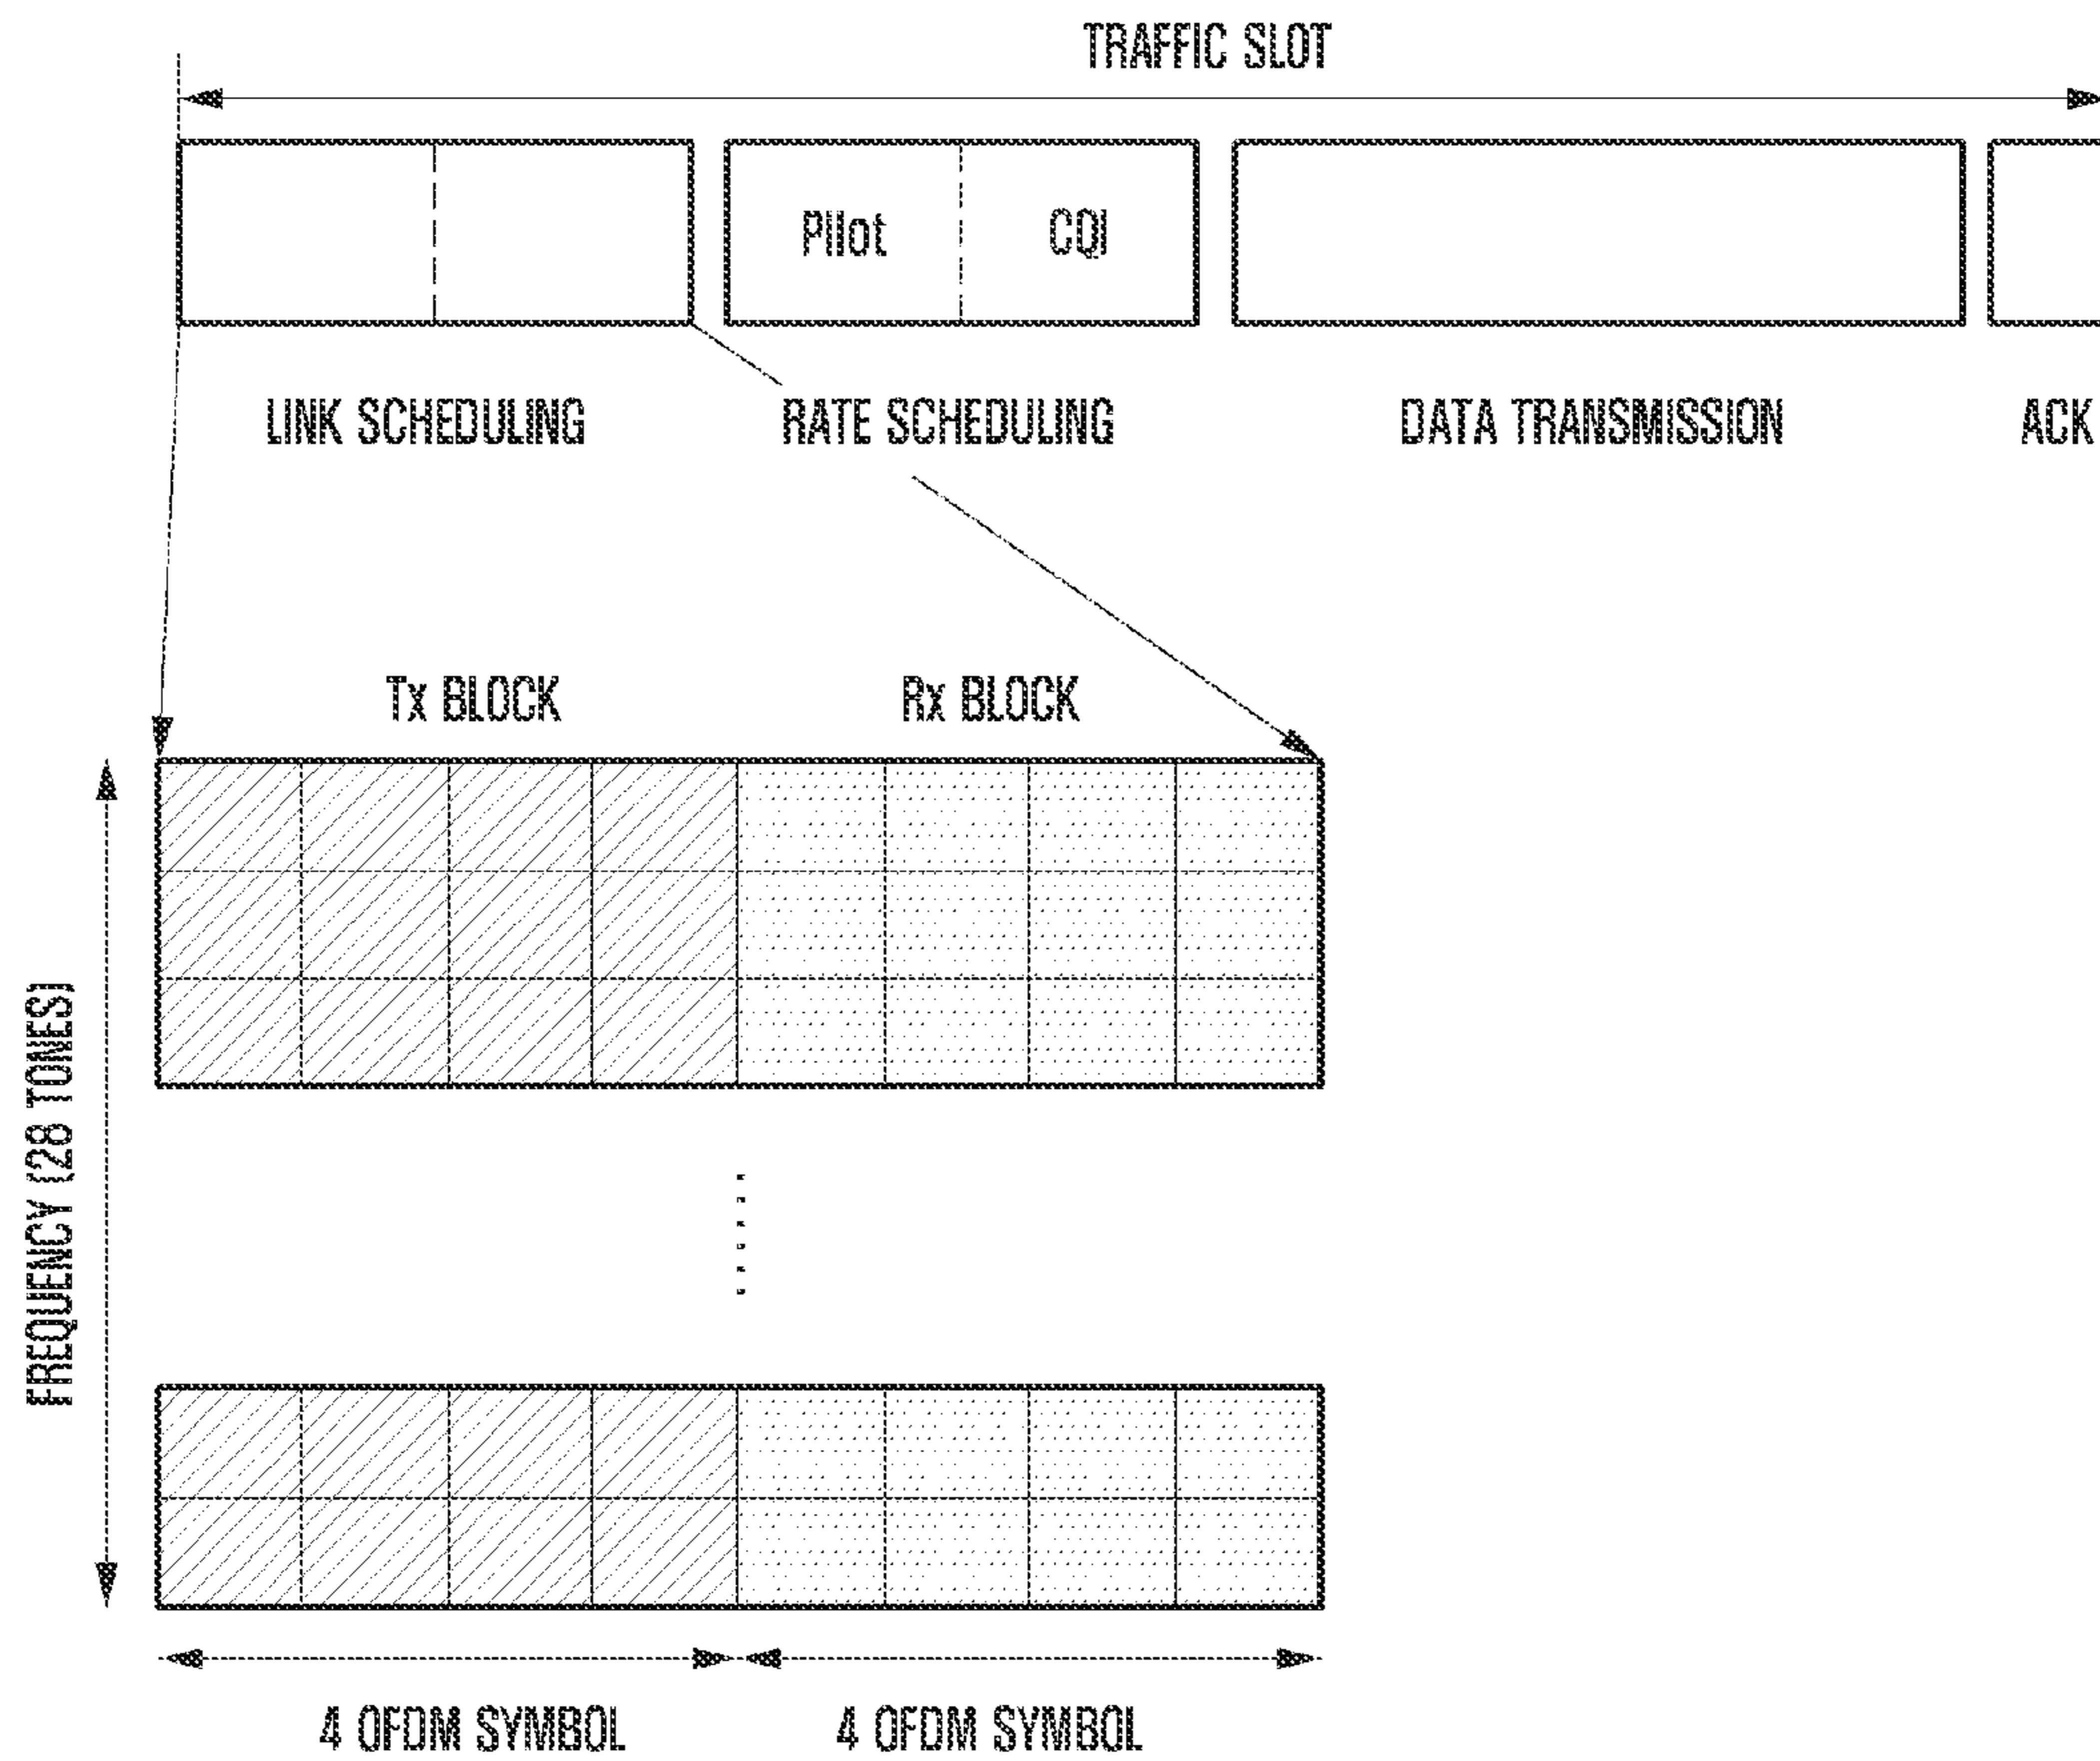 TRAFFIC SLOT
Pilot
CQI
LINK SCHEDULING
RATE SCHEDULING
DATA TRANSMISSION
ACK
Tx BLOCK
Rx BLOCK
FREQUENCY (28 TONES)
4 OFDM SYMBOL
4 OFDM SYMBOL